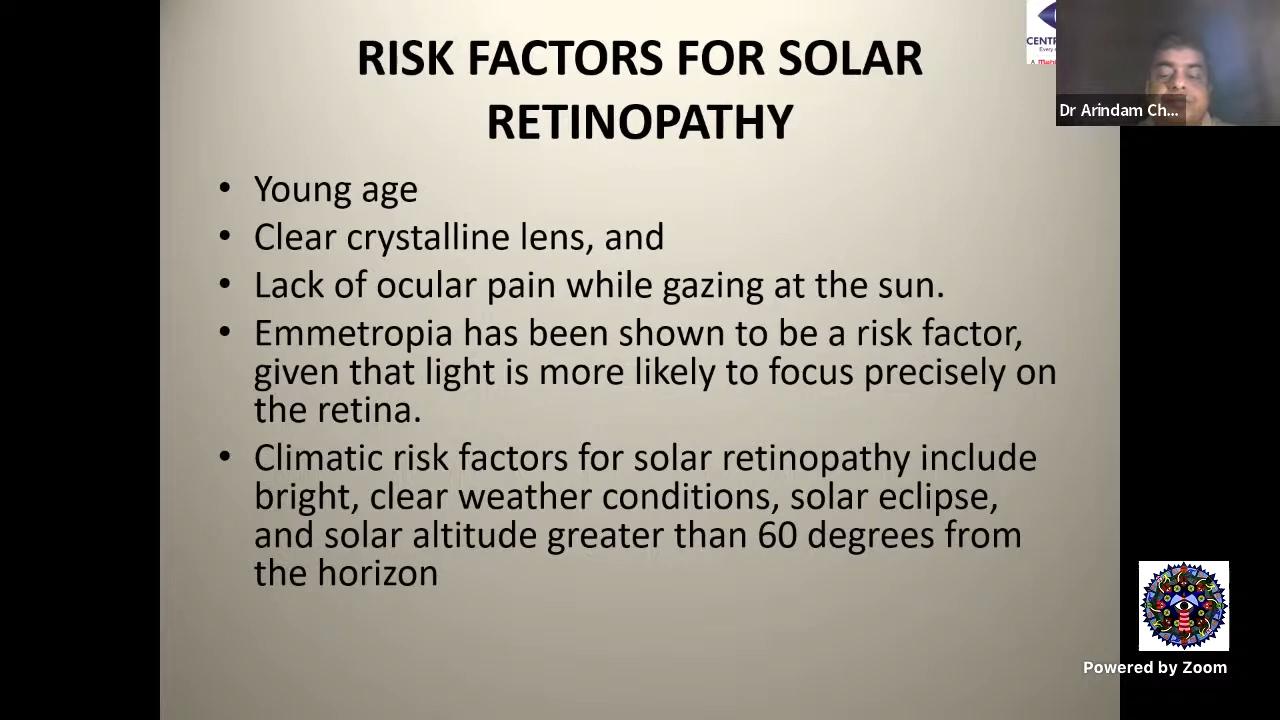 RISK FACTORS FOR SOLAR
RETINOPATHY
• Young age
• Clear crystalline lens, and
• Lack of ocular pain while gazing at the sun.
• Emmetropia has been shown to be a risk factor,
given that light is more likely to focus precisely on
the retina.
• Climatic risk factors for solar retinopathy include
bright, clear weather conditions, solar eclipse,
and solar altitude greater than 60 degrees from
the horizon
CENTR
Dr Arindam Ch...
Powered by Zoom